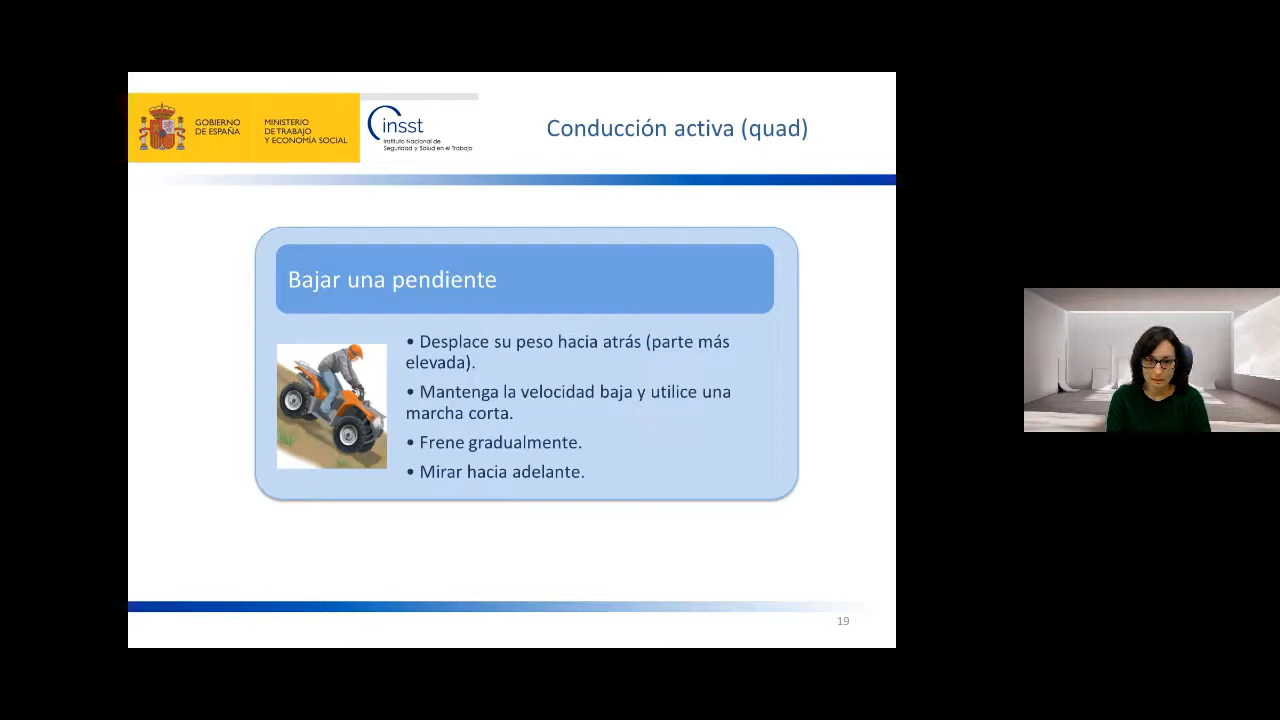 GOBIERNO
DE ESPAÑA
MINISTERIO
DE TRABAJO
Y ECONOMÍA SOCIAL
insst
Instituto Nacional de
Seguridad y Salud en el Trabajo
Conducción activa (quad)
Bajar una pendiente
• Desplace su peso hacia atrás (parte más
elevada).
• Mantenga la velocidad baja y utilice una
marcha corta.
• Frene gradualmente.
• Mirar hacia adelante.
19